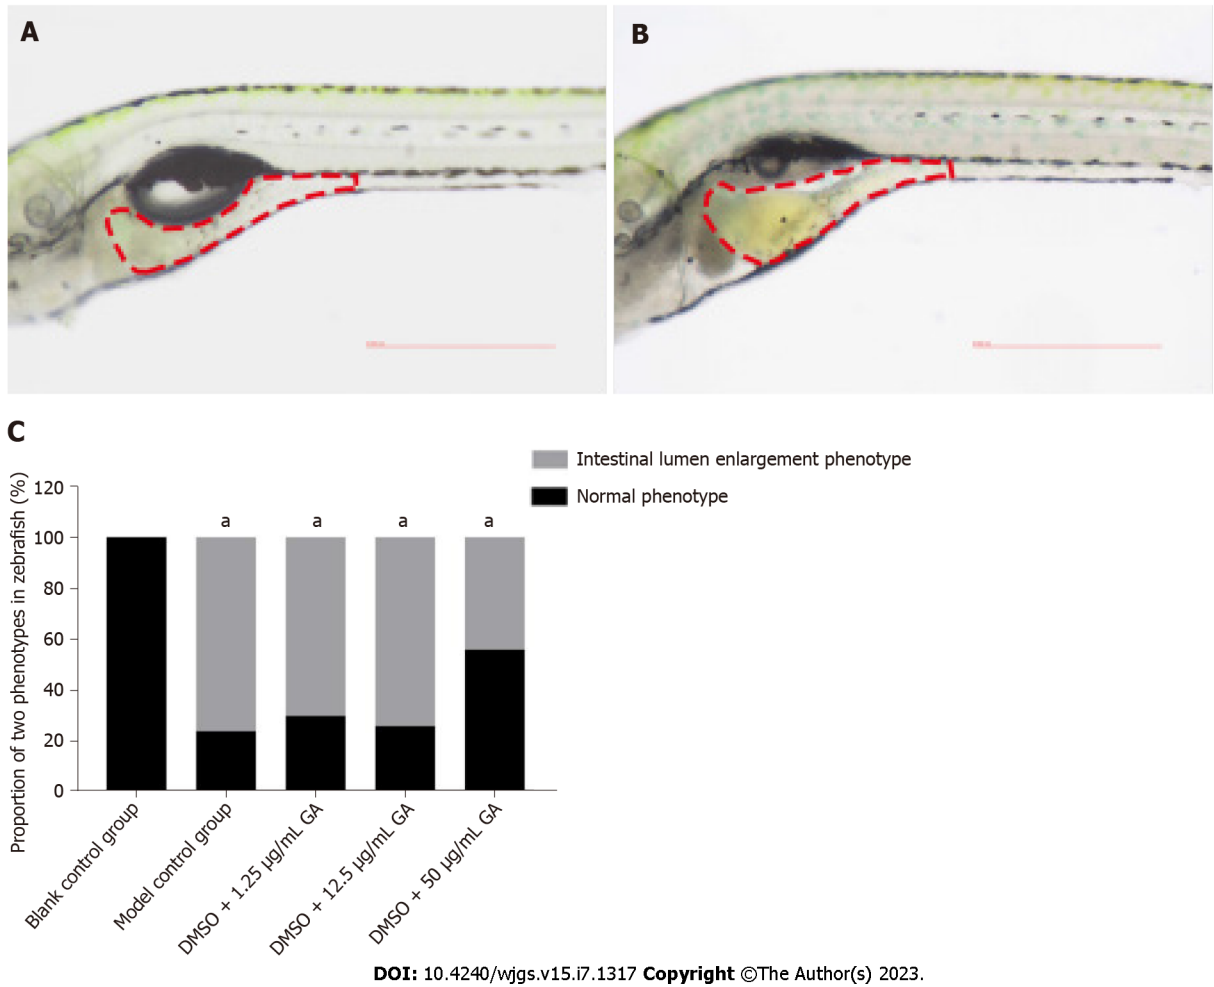 A
B
C
Intestinal lumen enlargement phenotype
Normal phenotype
Proportion of two phenotypes in zebrafish (%)
120
100
80
60
40
20
0
a a a a
Blank control group
Model control group
DMSO + 1.25 μg/mL GA
DMSO + 12.5 μg/mL GA
DMSO + 50 μg/mL GA
DOI: 10.4240/wjgs.v15.i7.1317 Copyright ©The Author(s) 2023.